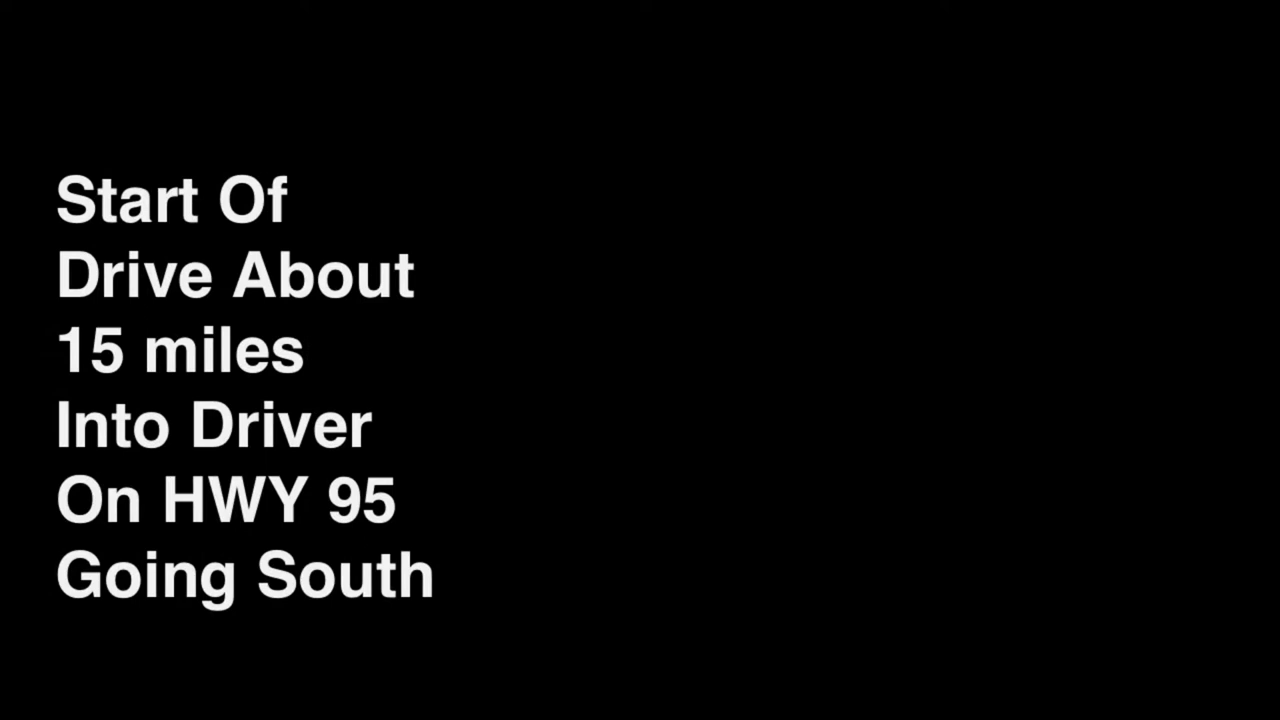 Start Of
Drive About
15 miles
Into Driver
On HWY 95
Going South